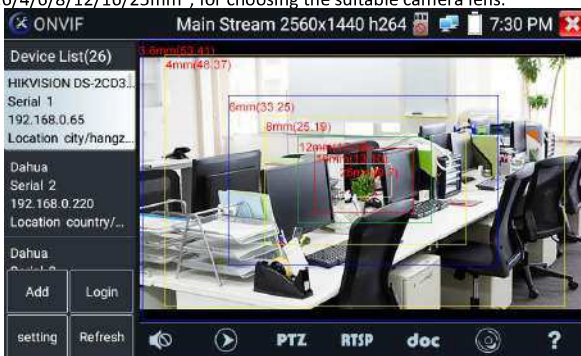 6/4/6/8/12/16/25mm", for choosing the suitable camera lens.
ONVIF
Main Stream 2560x1440 h264
7:30 PM
Device List(26)
HIKVISION DS-2CD3...
Serial 1
192.168.0.65
Location city/hangz...
Dahua
Serial 2
192.168.0.220
Location country/...
Dahua
Add
Login
setting
Refresh
3.6mm(53.41)
4mm(48.37)
6mm(33.25)
8mm(25.19)
PTZ
RTSP
doc
?